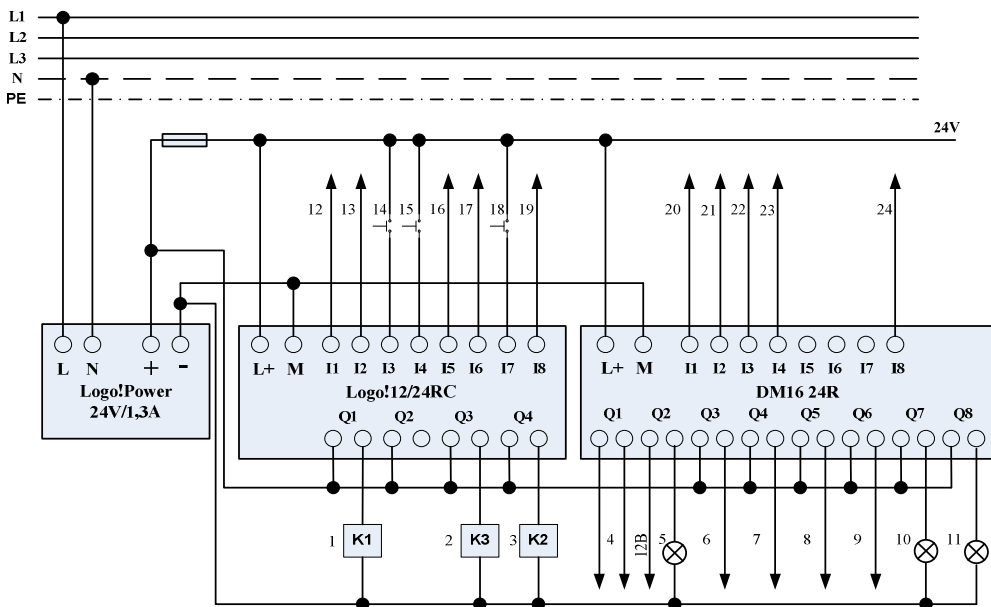 L1
L2
L3
N
PE
24V
12 13 14 15 16 17 18 19 20 21 22 23 24
L N + - L+ M I1 I2 I3 I4 I5 I6 I7 I8 L+ M I1 I2 I3 I4 I5 I6 I7 I8
Logo!Power
24V/1,3A
Logo!12/24RC
DM16 24R
Q1 Q2 Q3 Q4 Q1 Q2 Q3 Q4 Q5 Q6 Q7 Q8
1 K1 2 K3 3 K2 4 12B 5 6 7 8 9 10 11